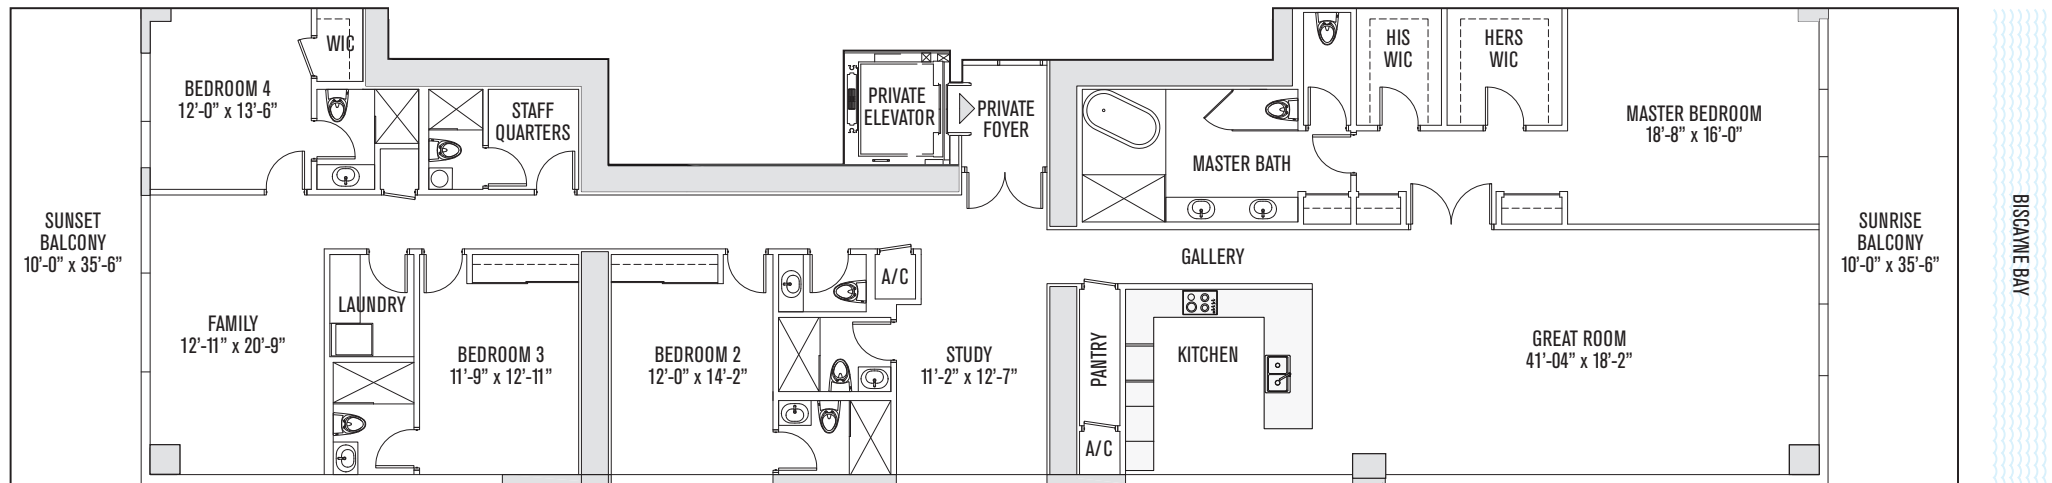 SUNSET
BALCONY
10'-0" x 35'-6"
BEDROOM 4
12'-0" x 13'-6"
WIC
STAFF
QUARTERS
PRIVATE
ELEVATOR
PRIVATE
FOYER
MASTER BATH
HIS
WIC
HERS
WIC
MASTER BEDROOM
18'-8" x 16'-0"
SUNRISE
BALCONY
10'-0" x 35'-6"
BISCAYNE BAY
FAMILY
12'-11" x 20'-9"
LAUNDRY
BEDROOM 3
11'-9" x 12'-11"
BEDROOM 2
12'-0" x 14'-2"
A/C
STUDY
11'-2" x 12'-7"
GALLERY
PANTRY
A/C
KITCHEN
GREAT ROOM
41'-04" x 18'-2"